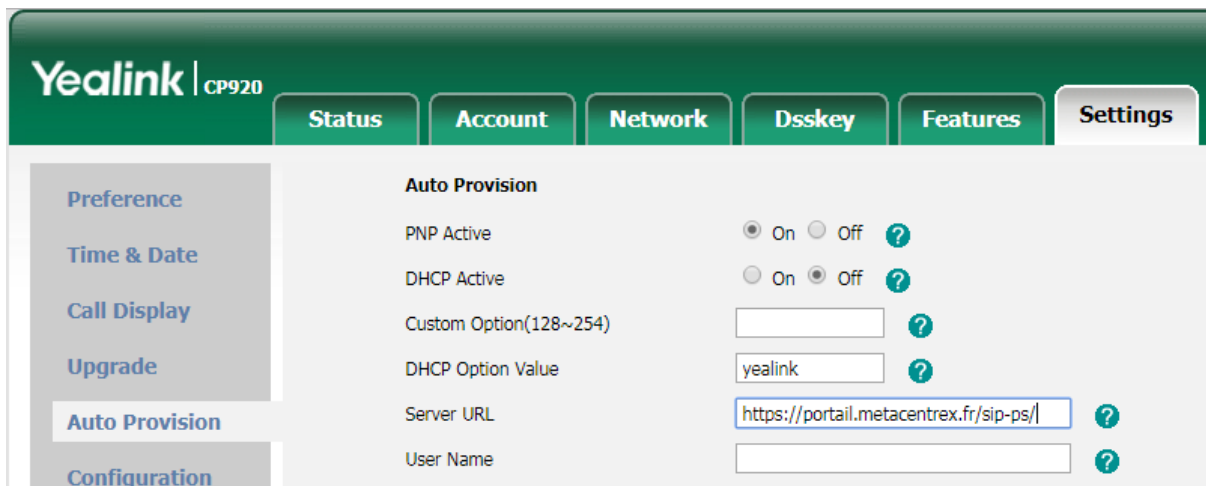 Yealink CP920
Status Account Network Dsskey Features Settings
Preference
Time & Date
Call Display
Upgrade
Auto Provision
Configuration
Auto Provision
PNP Active On Off ?
DHCP Active On Off ?
Custom Option(128~254) ?
DHCP Option Value yealink ?
Server URL https://portail.metacentrex.fr/sip-ps/ ?
User Name ?